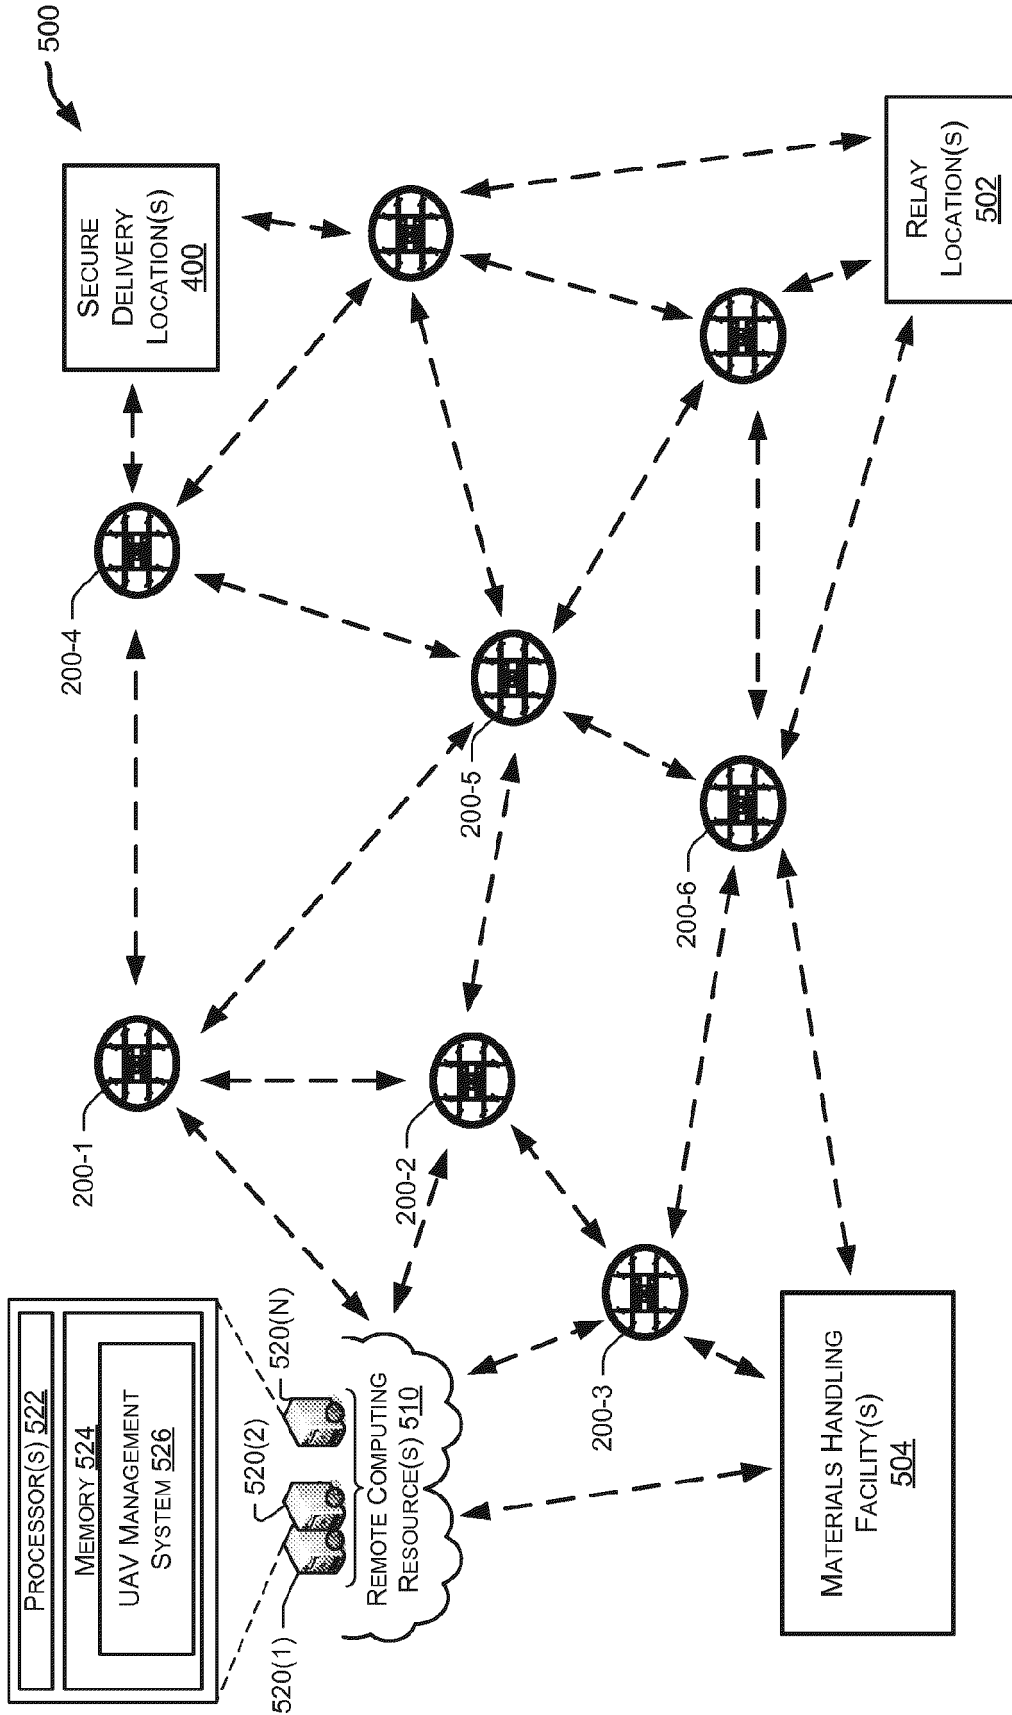 500
PROCESSOR(S) 522
MEMORY 524
UAV MANAGEMENT
SYSTEM 526
520(1)
520(2)
520(N)
REMOTE COMPUTING
RESOURCE(S) 510
200-1
200-4
SECURE
DELIVERY
LOCATION(S)
400
200-2
200-5
200-3
200-6
MATERIALS HANDLING
FACILITY(S)
504
RELAY
LOCATION(S)
502